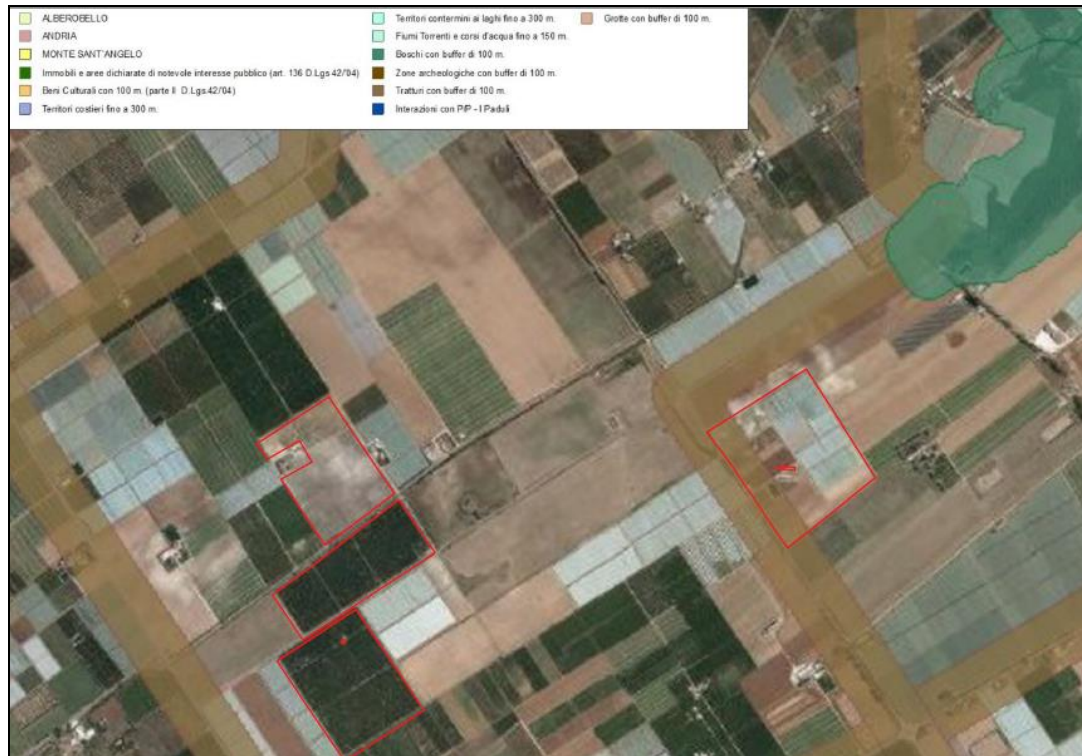 ALBEROBELLO
ANDRIA
MONTE SANT'ANGELO
Immobili e aree dichiarate di notevole interesse pubblico (art. 136 D.Lgs 42/'04)
Beni Culturali con 100 m. (parte II D.Lgs.42/04)
Territori costieri fino a 300 m.
Territori contermini ai laghi fino a 300 m.
Fiumi Torrenti e corsi d'acqua fino a 150 m.
Boschi con buffer di 100 m.
Zone archeologiche con buffer di 100 m.
Tratturi con buffer di 100 m.
Interazioni con P/P - I Paduli
Grotte con buffer di 100 m.